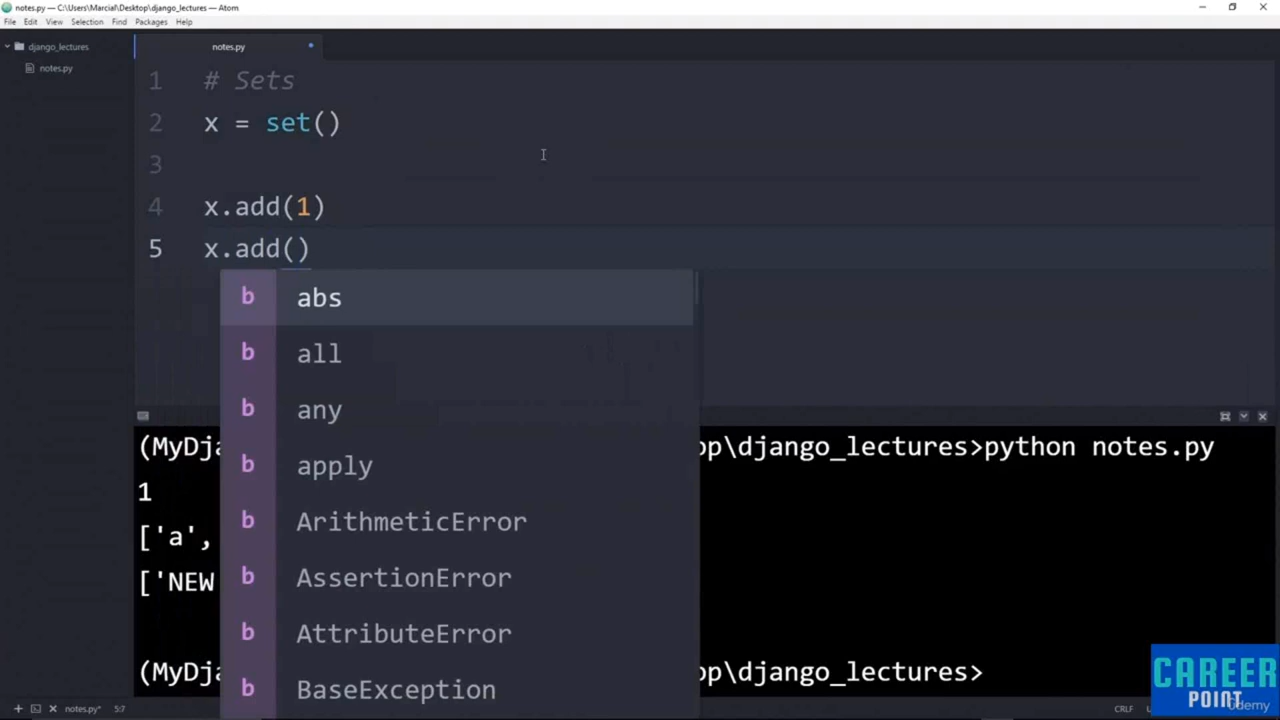 notes.py — C:\Users\Marcial\Desktop\django_lectures — Atom
File Edit View Selection Find Packages Help
django_lectures
notes.py
notes.py
1 # Sets
2 x = set()
3
4 x.add(1)
5 x.add()
b abs
b all
b any
b apply
b ArithmeticError
b AssertionError
b AttributeError
b BaseException
(MyDja op\django_lectures>python notes.py
1
['a',
['NEW
(MyDja op\django_lectures>
CAREER
POINT
Udemy
notes.py* 5:7 CRLF